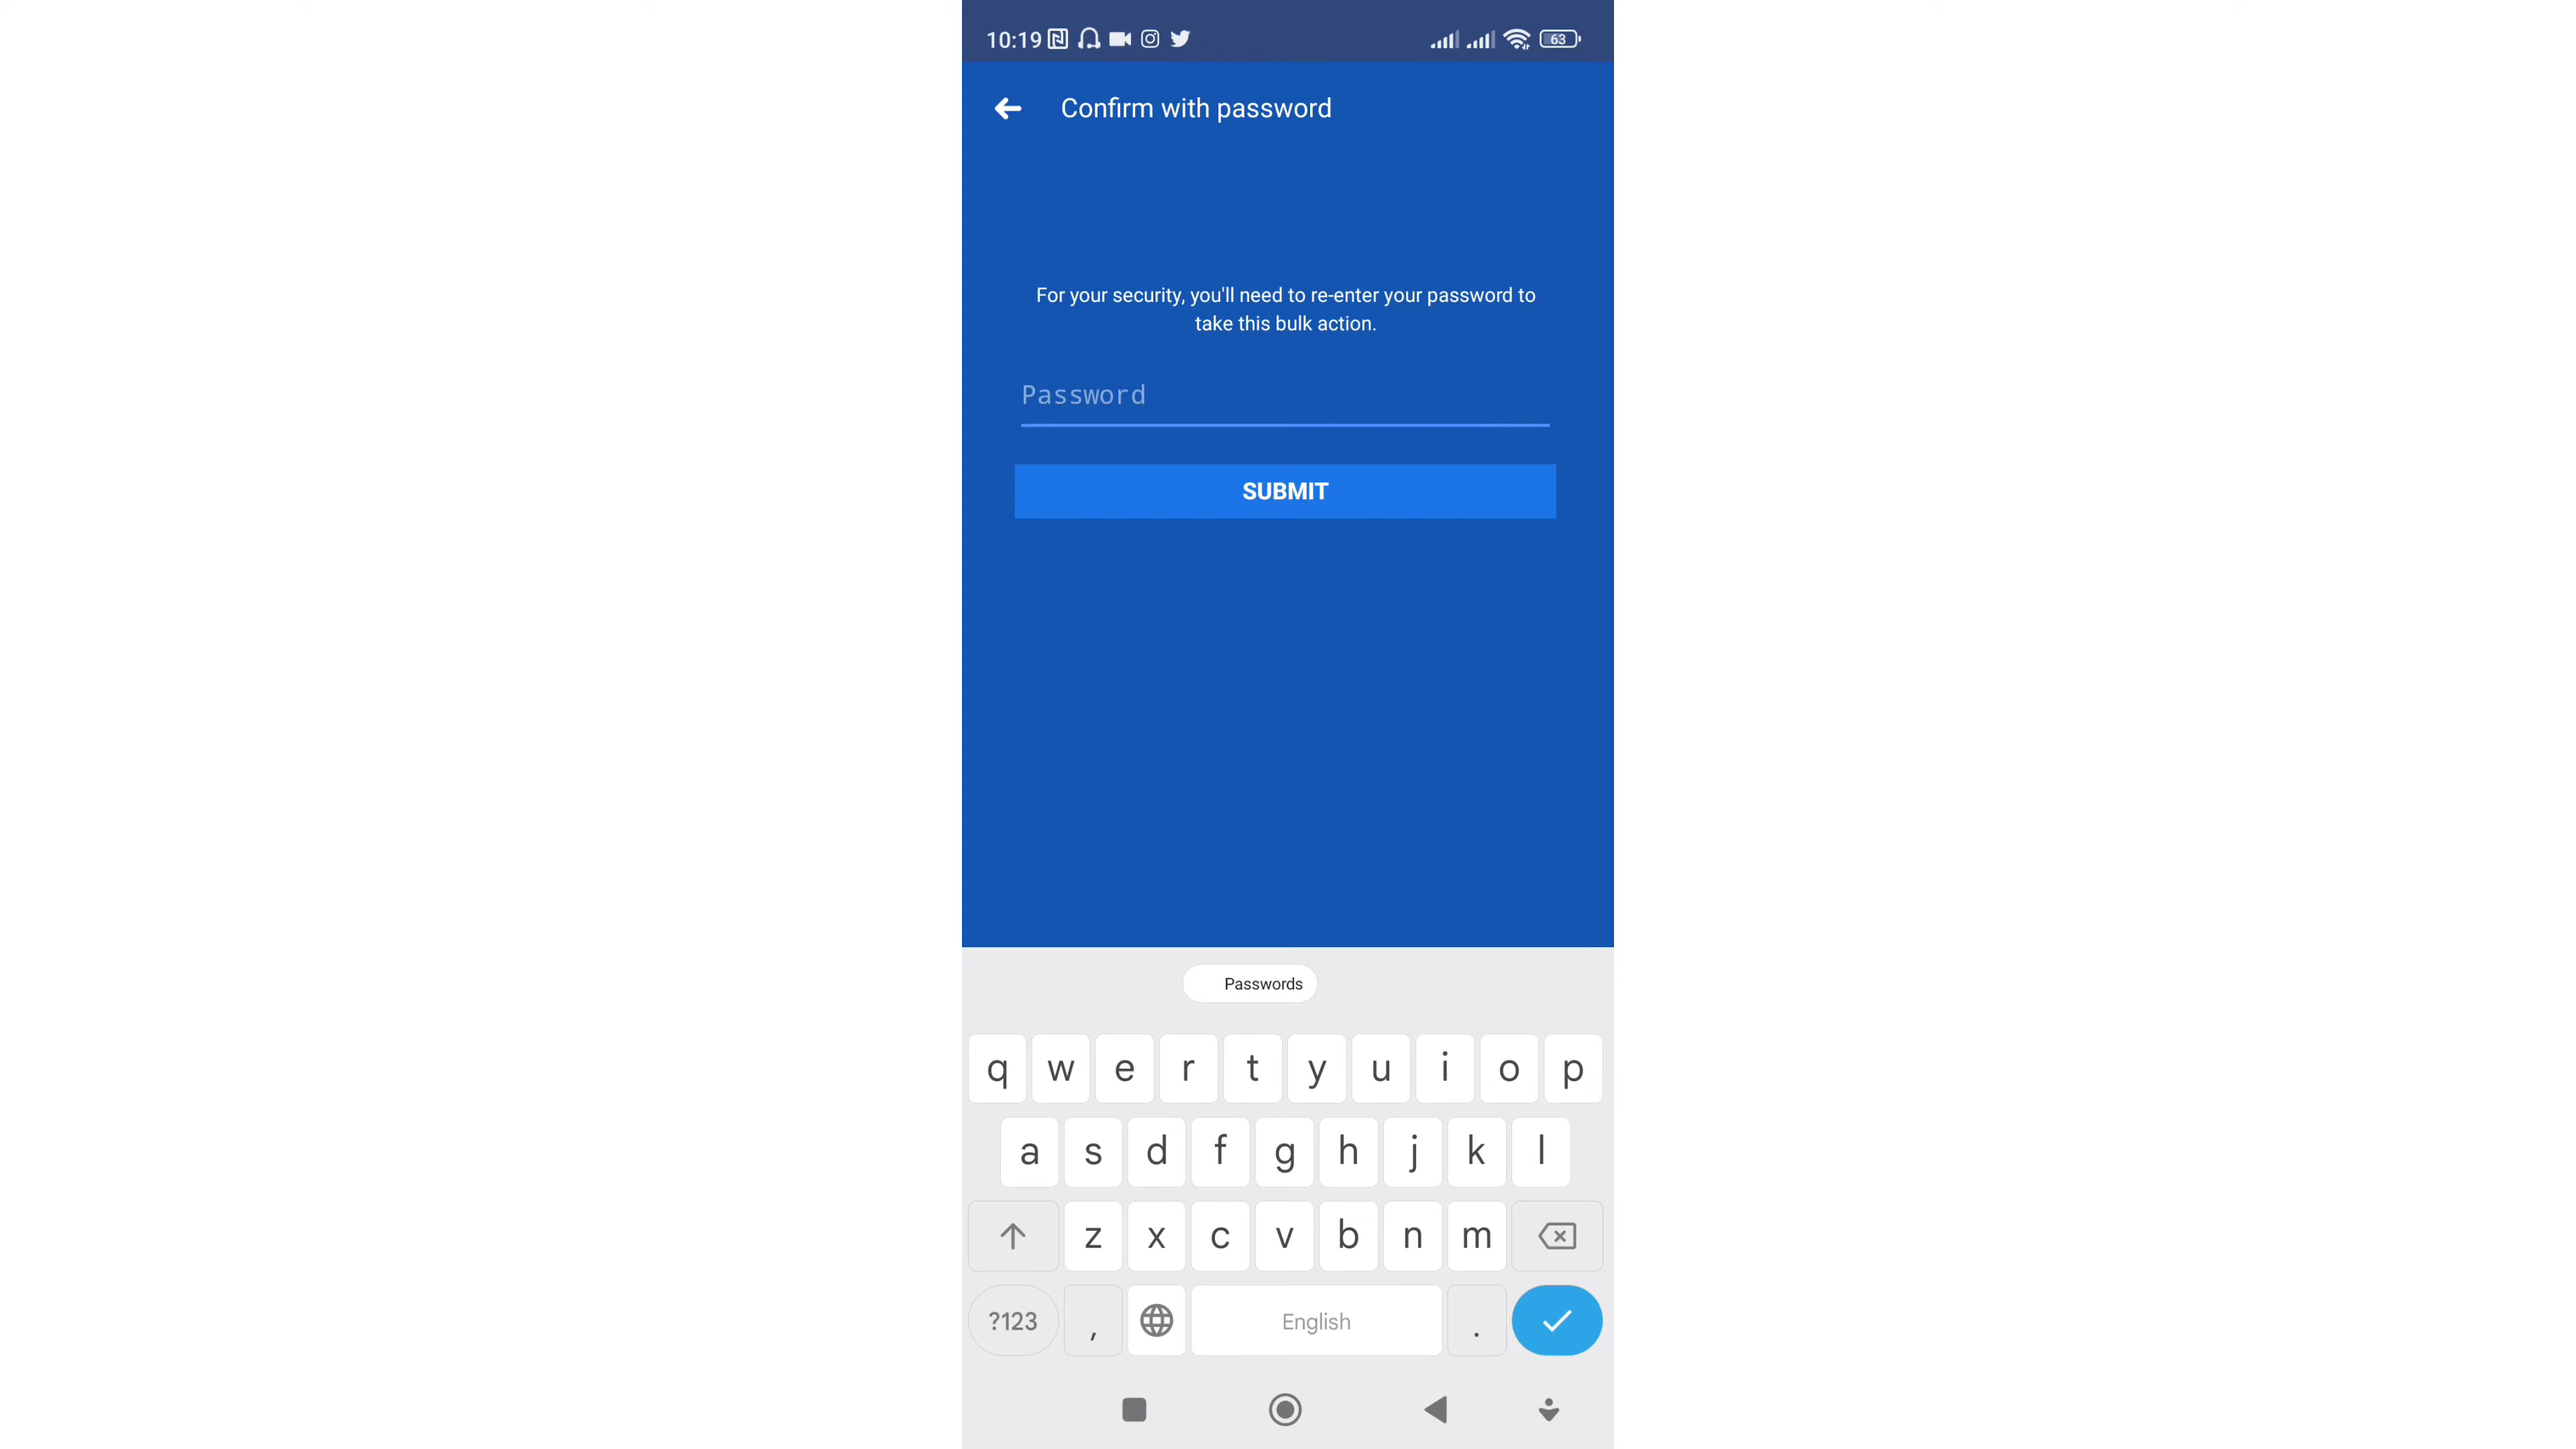 10:19
63
Confirm with password
For your security, you'll need to re-enter your password to
take this bulk action.
Password
SUBMIT
Passwords
q w e r t y u i o p
a s d f g h j k l
z x c v b n m
?123 , English .